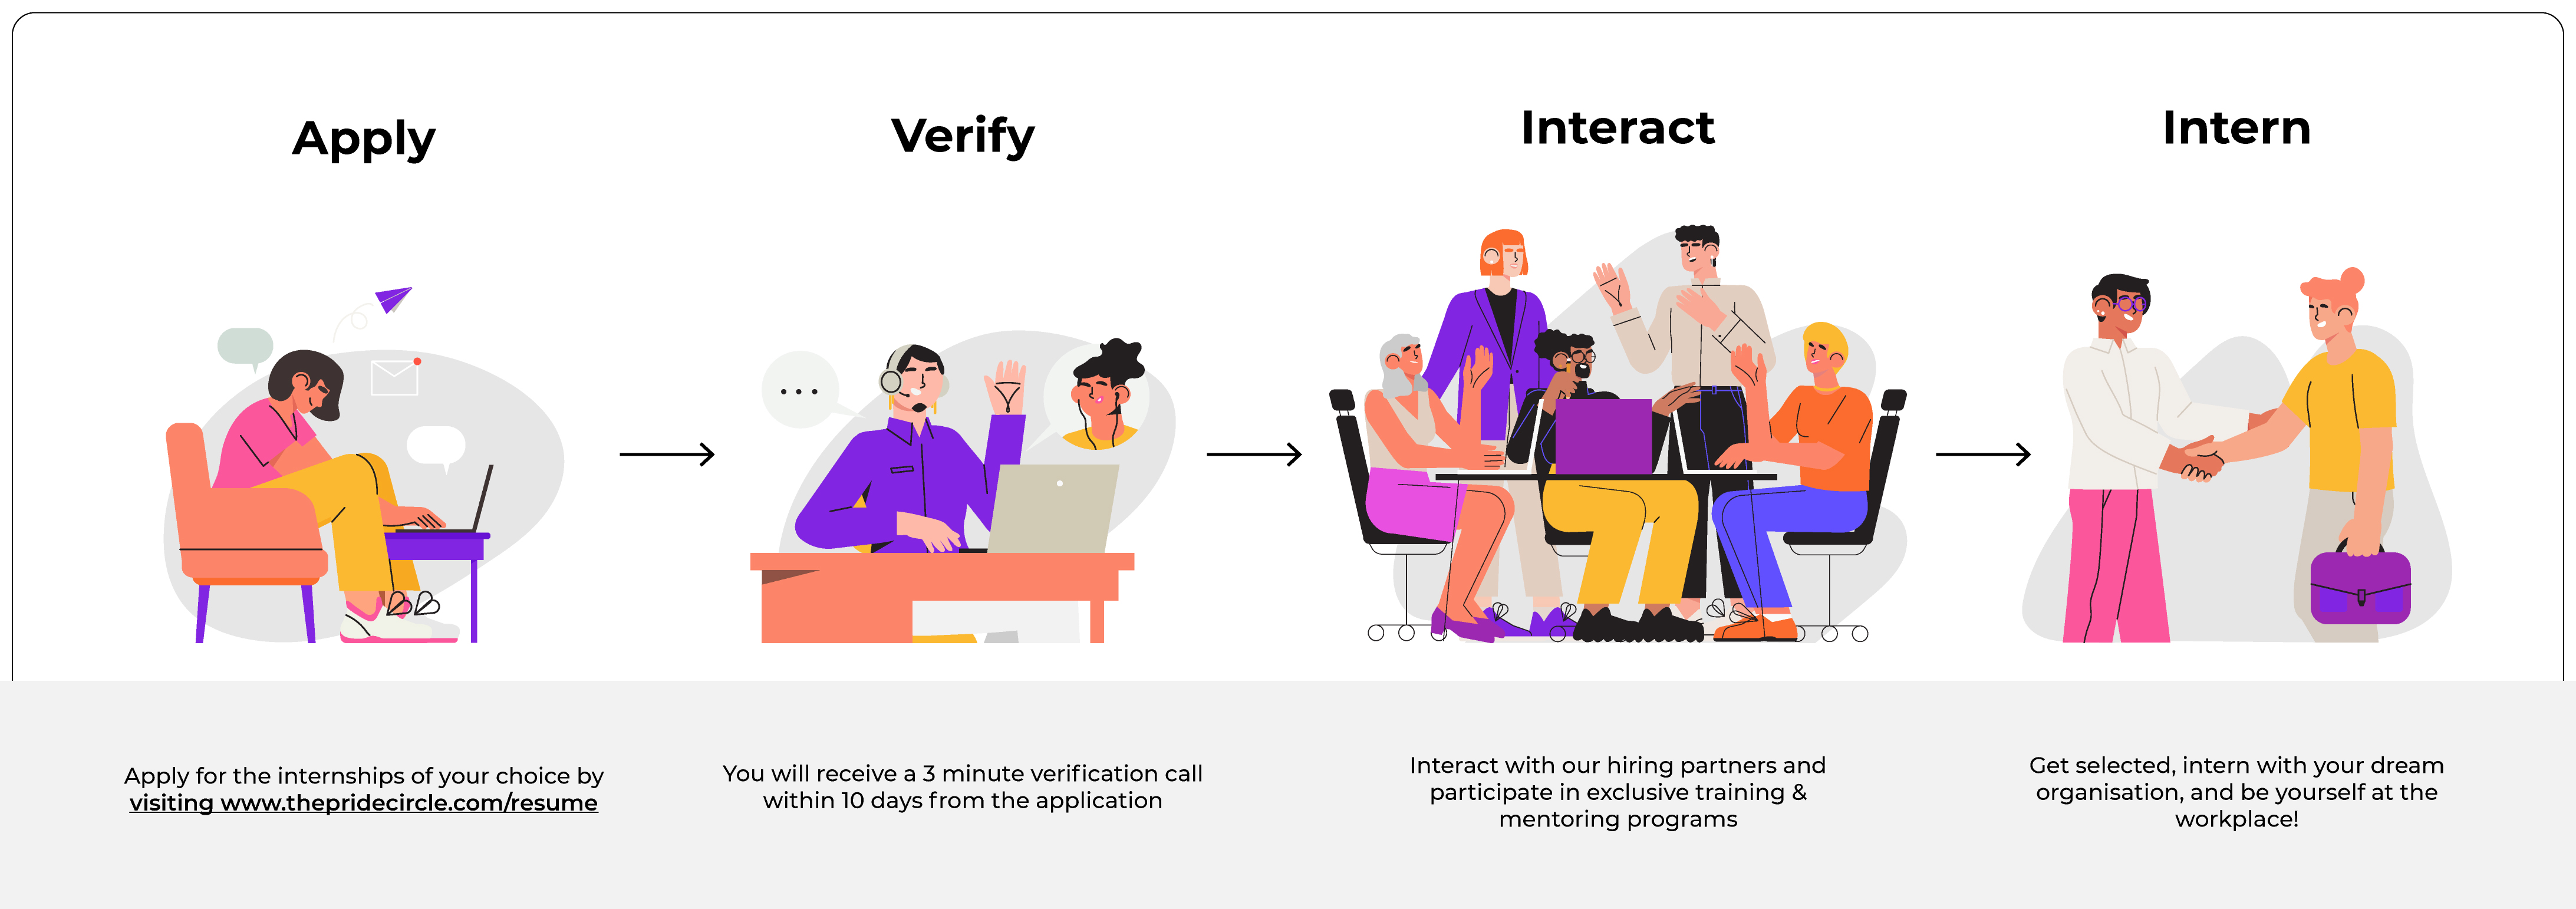 Apply
Verify
Interact
Intern
Apply for the internships of your choice by
visiting www.thepridecircle.com/resume
You will receive a 3 minute verification call
within 10 days from the application
Interact with our hiring partners and
participate in exclusive training &
mentoring programs
Get selected, intern with your dream
organisation, and be yourself at the
workplace!